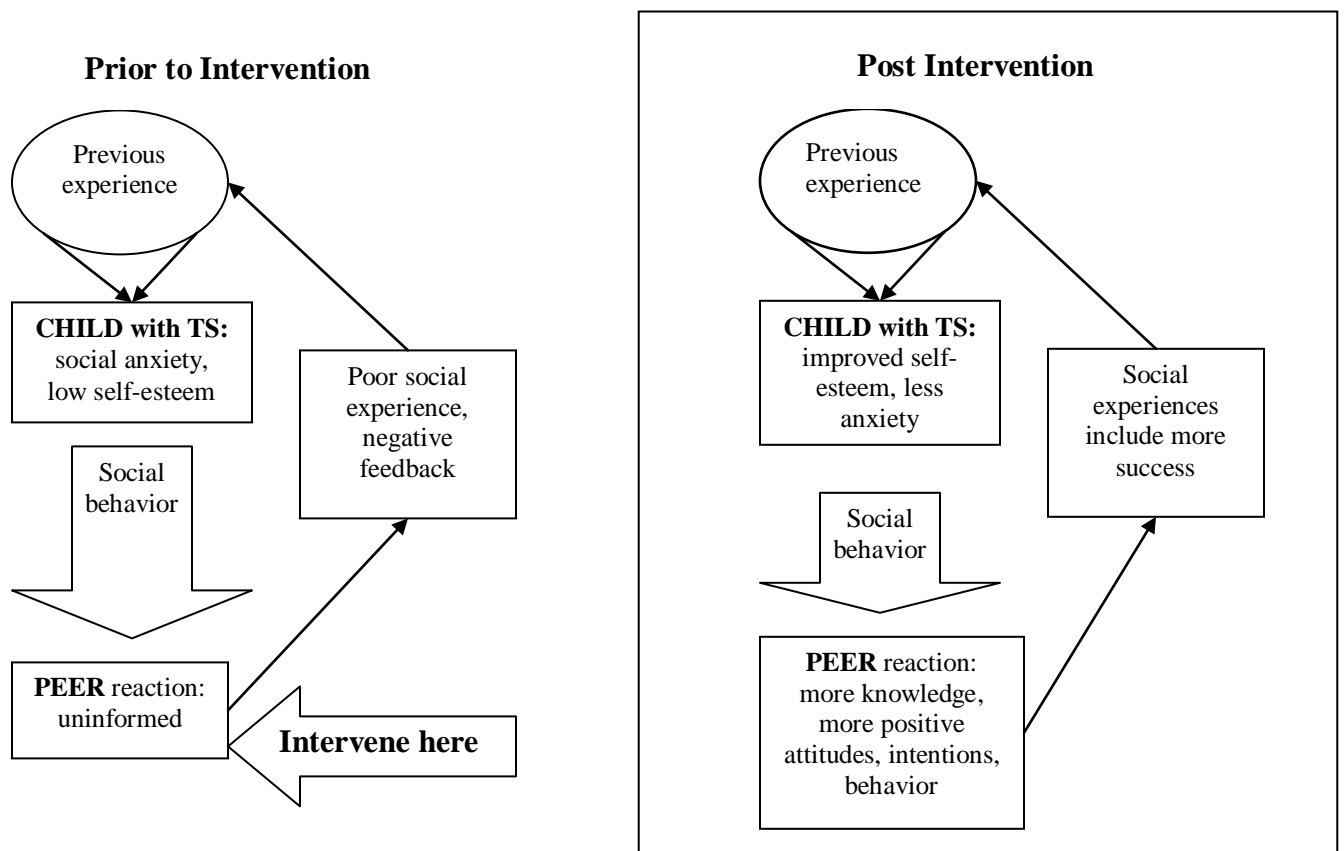 Prior to Intervention
Previous
experience
CHILD with TS:
social anxiety,
low self-esteem
Poor social
experience,
negative
feedback
Social
behavior
PEER reaction:
uninformed
Intervene here
Post Intervention
Previous
experience
CHILD with TS:
improved self-
esteem, less
anxiety
Social
experiences
include more
success
Social
behavior
PEER reaction:
more knowledge,
more positive
attitudes, intentions,
behavior